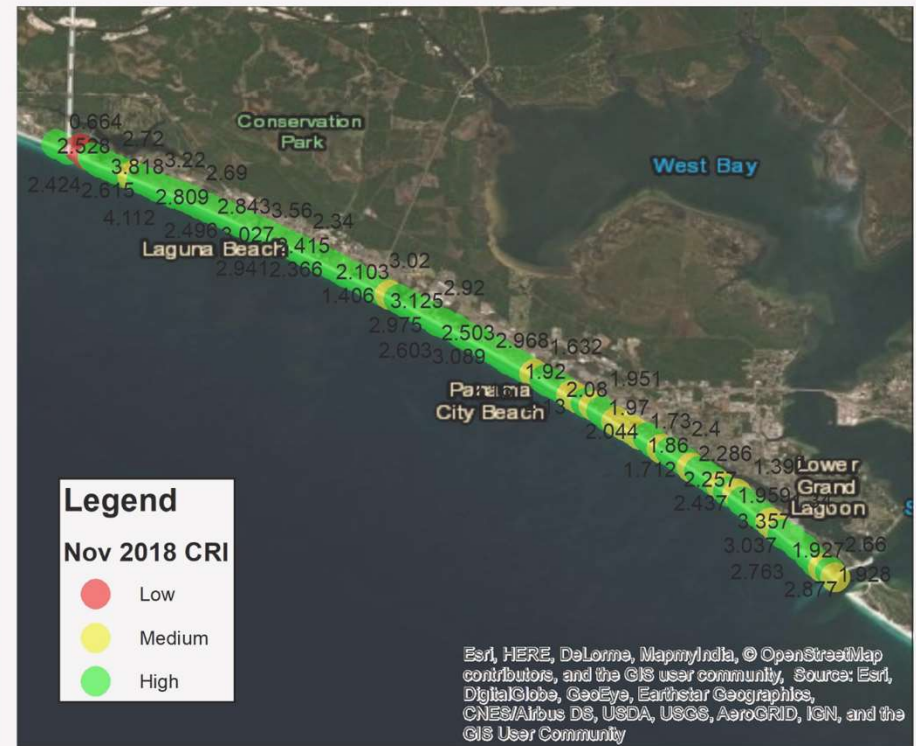 0.664
2.528
2.72
2.424
2.615
3.818
3.22
2.69
4.112
2.809
2.496
2.843
3.56
2.34
3.027
2.941
2.366
2.103
3.02
1.406
3.125
2.92
2.975
2.603
3.089
2.503
2.968
1.632
1.92
2.08
1.951
1.97
2.044
1.73
2.4
1.86
1.712
2.286
2.257
2.437
1.959
3.357
3.037
1.927
2.66
2.763
2.877
1.928
Conservation
Park
West Bay
Laguna Beach
Panama
City Beach
Lower
Grand
Lagoon
Legend
Nov 2018 CRI
Low
Medium
High
Esri, HERE, DeLorme, MapmyIndia, © OpenStreetMap
contributors, and the GIS user community, Source: Esri,
DigitalGlobe, GeoEye, Earthstar Geographics,
CNES/Airbus DS, USDA, USGS, AeroGRID, IGN, and the
GIS User Community